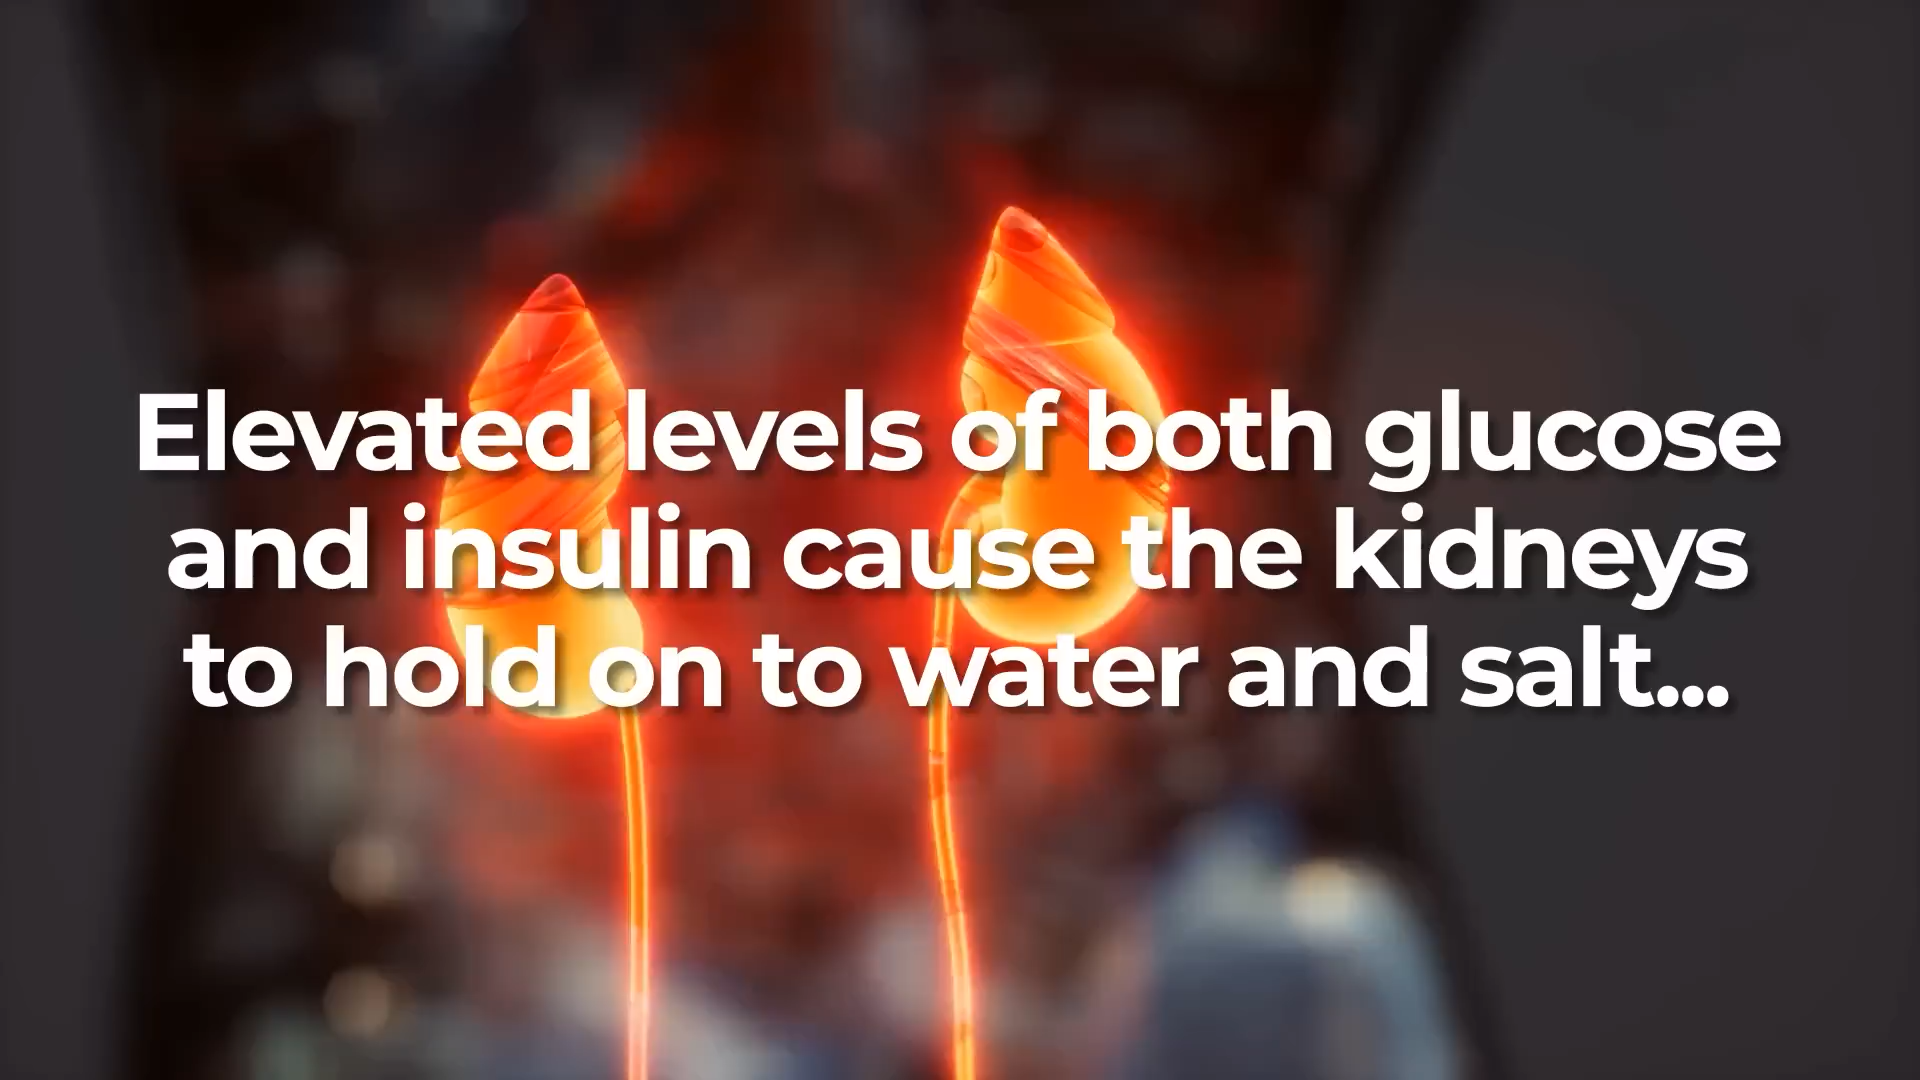 Elevated levels of both glucose
and insulin cause the kidneys
to hold on to water and salt...